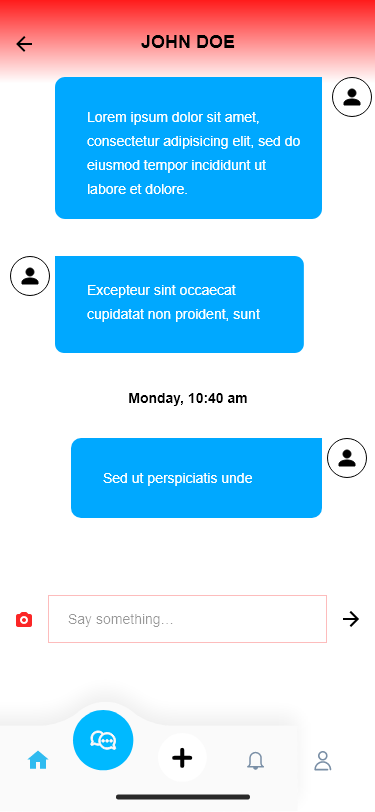 JOHN DOE
Lorem ipsum dolor sit amet,
consectetur adipisicing elit, sed do
eiusmod tempor incididunt ut
labore et dolore.
Excepteur sint occaecat
cupidatat non proident, sunt
Monday, 10:40 am
Sed ut perspiciatis unde
Say something...